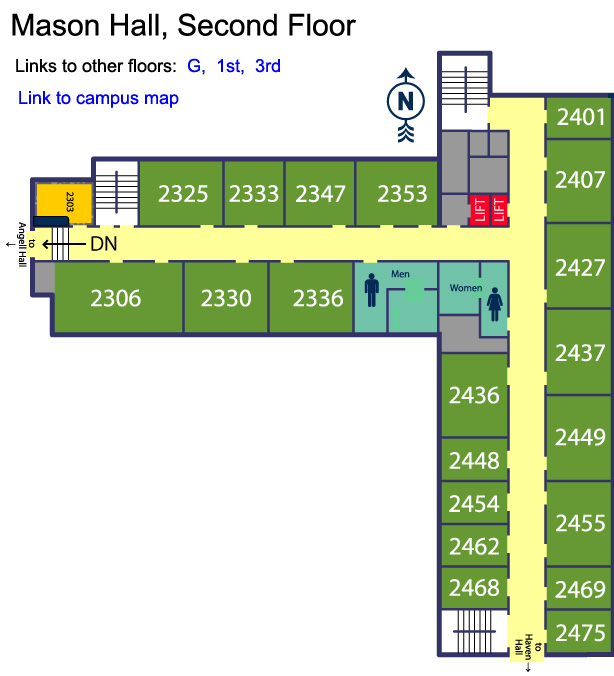 Mason Hall, Second Floor
Links to other floors: G, 1st, 3rd
Link to campus map
N
2401
2407
2303
2325
2333
2347
2353
LIFT
LIFT
to
Angell Hall
DN
2427
2306
2330
2336
Men
Women
2437
2436
2449
2448
2454
2455
2462
2468
2469
2475
to
Haven
Hall